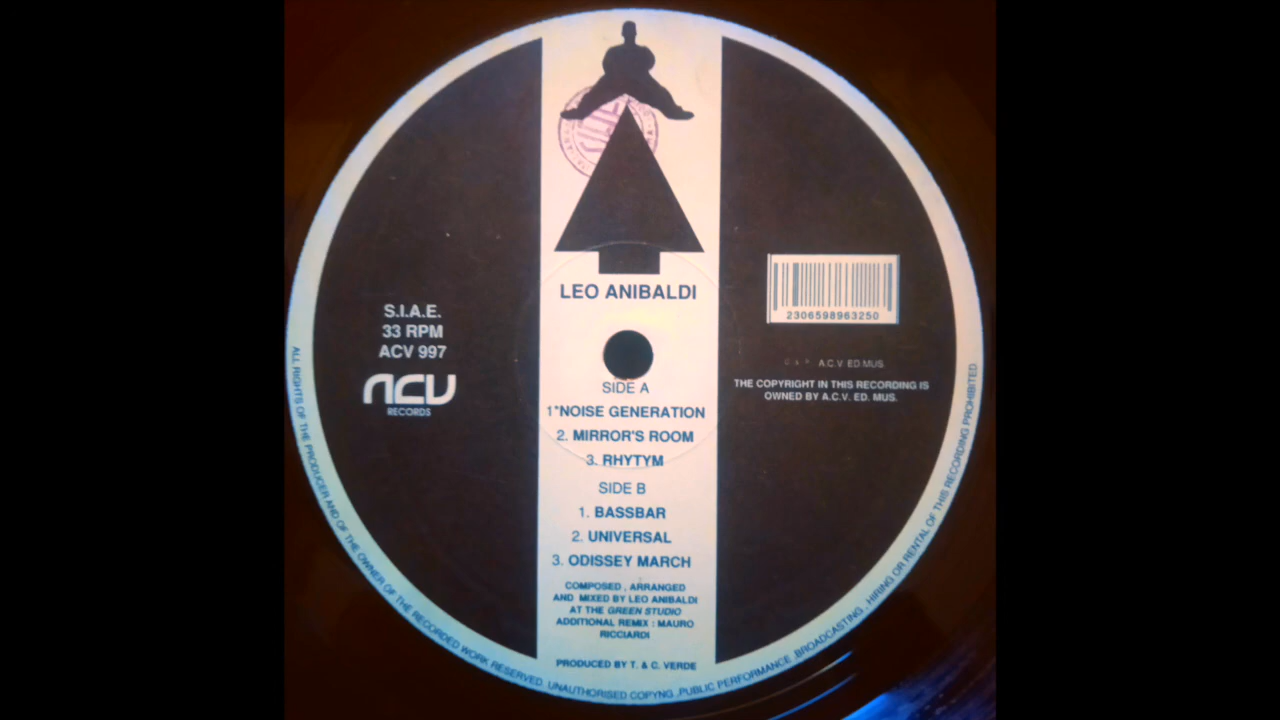 LEO ANIBALDI
S.I.A.E.
33 RPM
ACV 997
ACV
RECORDS
2306598963250
A.C.V. ED.MUS.
THE COPYRIGHT IN THIS RECORDING IS
OWNED BY A.C.V. ED. MUS.
SIDE A
1*NOISE GENERATION
2. MIRROR'S ROOM
3. RHYTYM
SIDE B
1. BASSBAR
2. UNIVERSAL
3. ODISSEY MARCH
COMPOSED , ARRANGED
AND MIXED BY LEO ANIBALDI
AT THE GREEN STUDIO
ADDITIONAL REMIX : MAURO
RICCIARDI
PRODUCED BY T. & C. VERDE
ALL RIGHTS OF THE PRODUCER AND OF THE OWNER OF THE RECORDED WORK RESERVED. UNAUTHORISED COPYNG ,PUBLIC PERFORMANCE ,BROADCASTING , HIRING OR RENTAL OF THIS RECORDING PROHIBITED